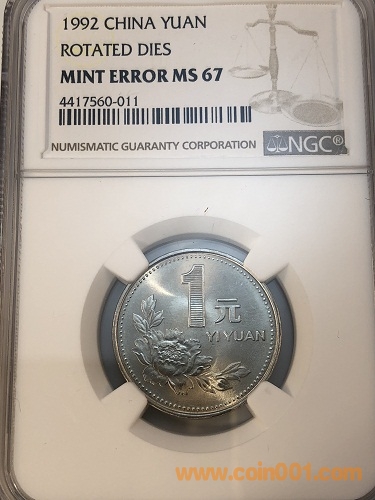 1992 CHINA YUAN
ROTATED DIES
MINT ERROR MS 67
4417560-011
NUMISMATIC GUARANTY CORPORATION
NGC®
1元
YI YUAN
www.coin001.com